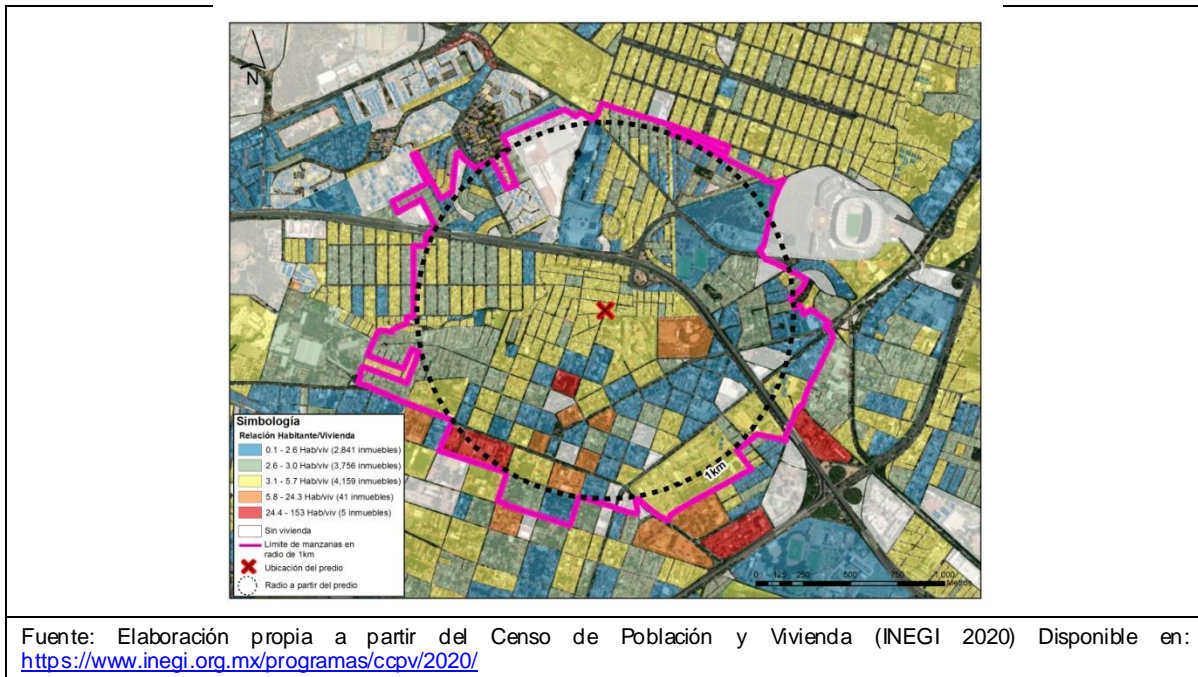 N
1km
Simbología
Relación Habitante/Vivienda
0.1 - 2.6 Hab/viv (2,841 inmuebles)
2.6 - 3.0 Hab/viv (3,756 inmuebles)
3.1 - 5.7 Hab/viv (4,159 inmuebles)
5.8 - 24.3 Hab/viv (41 inmuebles)
24.4 - 153 Hab/viv (5 inmuebles)
Sin vivienda
Límite de manzanas en
radio de 1km
Ubicación del predio
Radio a partir del predio
0 125 250 500 750 1,000
Metros
Fuente: Elaboración propia a partir del Censo de Población y Vivienda (INEGI 2020) Disponible en:
https://www.inegi.org.mx/programas/ccpv/2020/